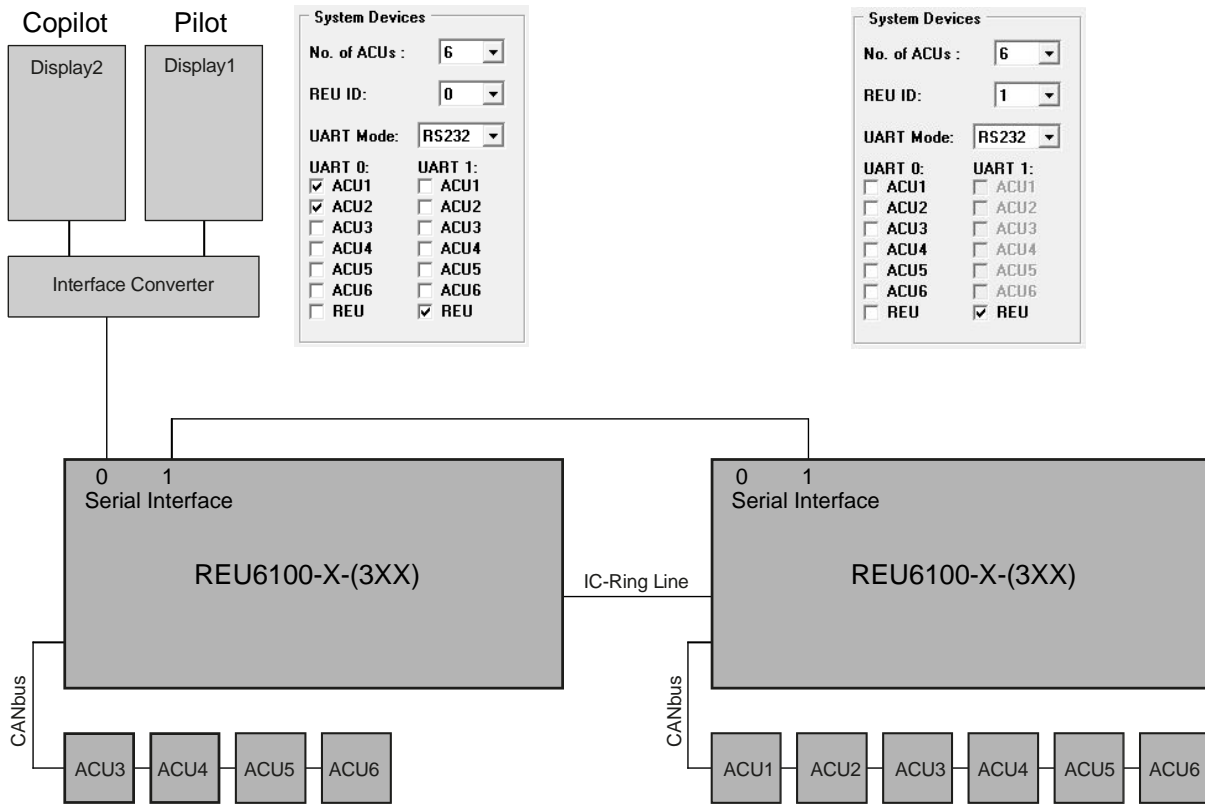 Copilot
Pilot
Display2
Display1
Interface Converter
System Devices
No. of ACUs : 6
REU ID: 0
UART Mode: RS232
UART 0: UART 1:
ACU1 ACU1
ACU2 ACU2
ACU3 ACU3
ACU4 ACU4
ACU5 ACU5
ACU6 ACU6
REU REU
System Devices
No. of ACUs : 6
REU ID: 1
UART Mode: RS232
UART 0: UART 1:
ACU1 ACU1
ACU2 ACU2
ACU3 ACU3
ACU4 ACU4
ACU5 ACU5
ACU6 ACU6
REU REU
0 1
Serial Interface
REU6100-X-(3XX)
IC-Ring Line
0 1
Serial Interface
REU6100-X-(3XX)
CANbus
ACU3 ACU4 ACU5 ACU6
CANbus
ACU1 ACU2 ACU3 ACU4 ACU5 ACU6